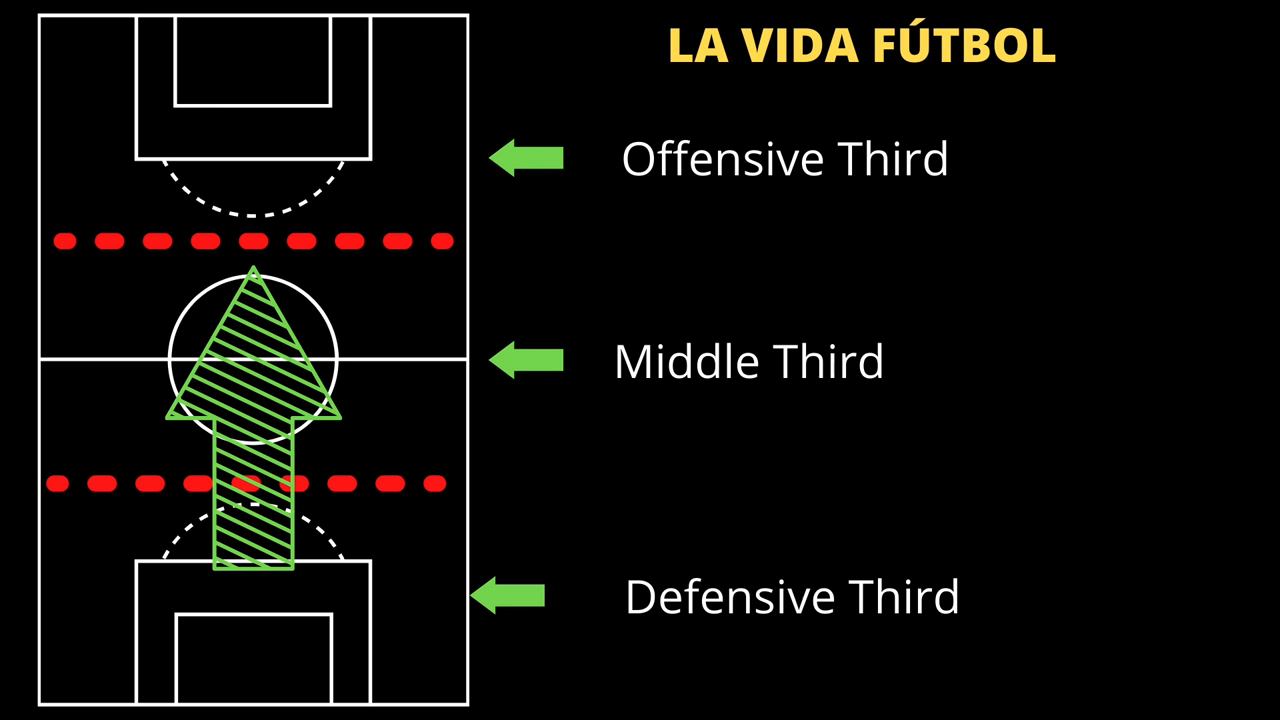 LA VIDA FÚTBOL
Offensive Third
Middle Third
Defensive Third